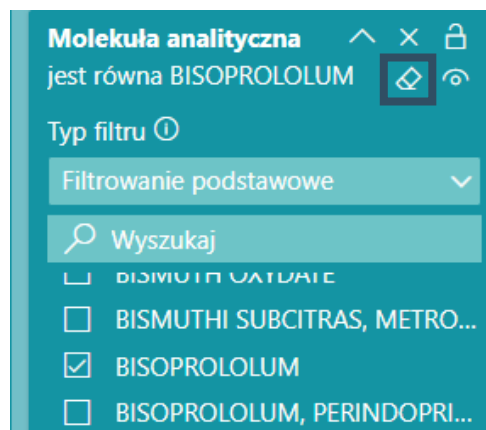 Molekuła analityczna
jest równa BISOPROLOLUM
Typ filtru
Filtrowanie podstawowe
Wyszukaj
BISMUTH OXYDATE
BISMUTHI SUBCITRAS, METRO...
BISOPROLOLUM
BISOPROLOLUM, PERINDOPRI...